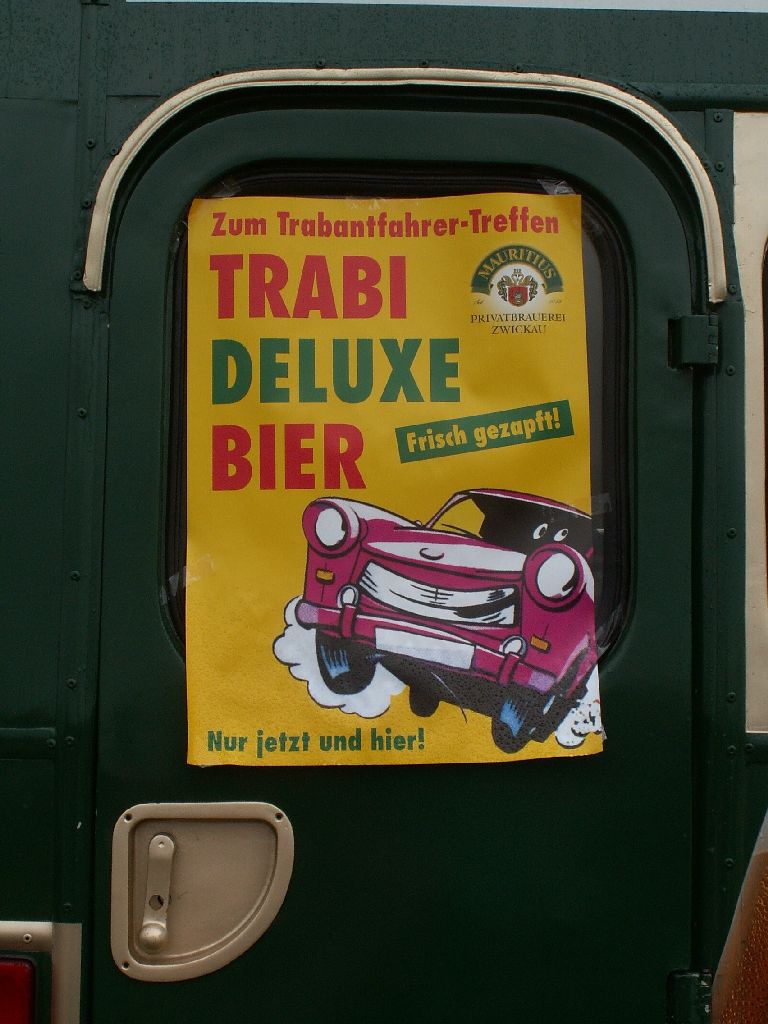 Zum Trabantfahrer-Treffen
TRABI
DELUXE
BIER
MAURITIUS
PRIVATBRAUEREI
ZWICKAU
Frisch gezapft!
Nur jetzt und hier!